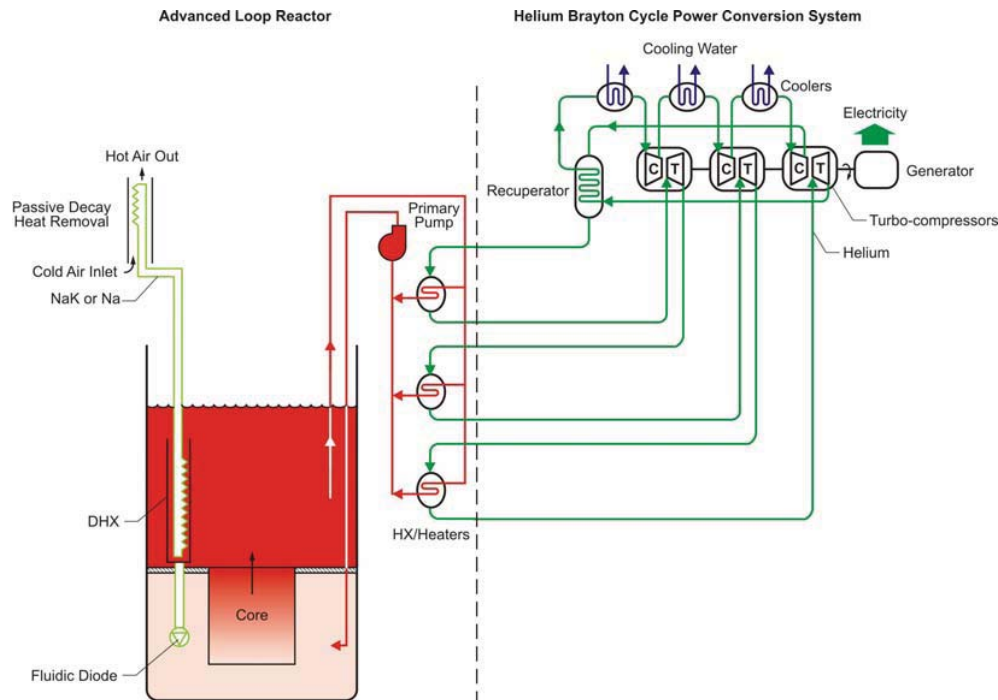 Advanced Loop Reactor
Helium Brayton Cycle Power Conversion System
Cooling Water
Coolers
Electricity
Hot Air Out
Passive Decay
Heat Removal
Cold Air Inlet
NaK or Na
Primary
Pump
Recuperator
C T
C T
C T
Generator
Turbo-compressors
Helium
DHX
HX/Heaters
Core
Fluidic Diode